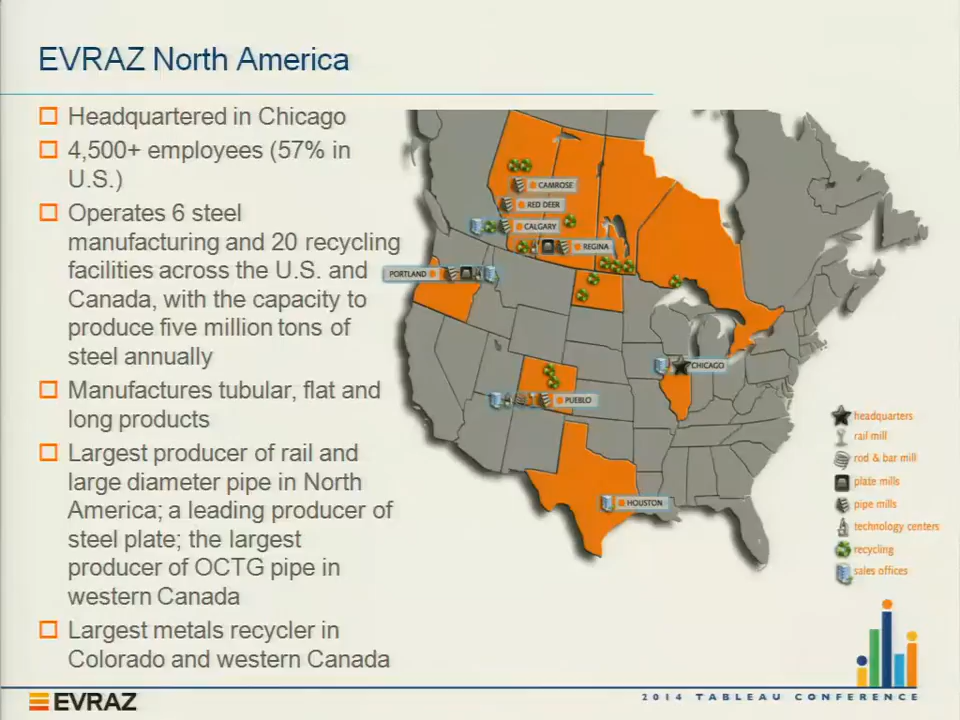 EVRAZ North America
Headquartered in Chicago
4,500+ employees (57% in
U.S.)
Operates 6 steel
manufacturing and 20 recycling
facilities across the U.S. and
Canada, with the capacity to
produce five million tons of
steel annually
Manufactures tubular, flat and
long products
Largest producer of rail and
large diameter pipe in North
America; a leading producer of
steel plate; the largest
producer of OCTG pipe in
western Canada
Largest metals recycler in
Colorado and western Canada
CAMROSE
RED DEER
CALGARY
REGINA
PORTLAND
CHICAGO
PUEBLO
HOUSTON
headquarters
rail mill
rod & bar mill
plate mills
pipe mills
technology centers
recycling
sales offices
EVRAZ
2014 TABLEAU CONFERENCE